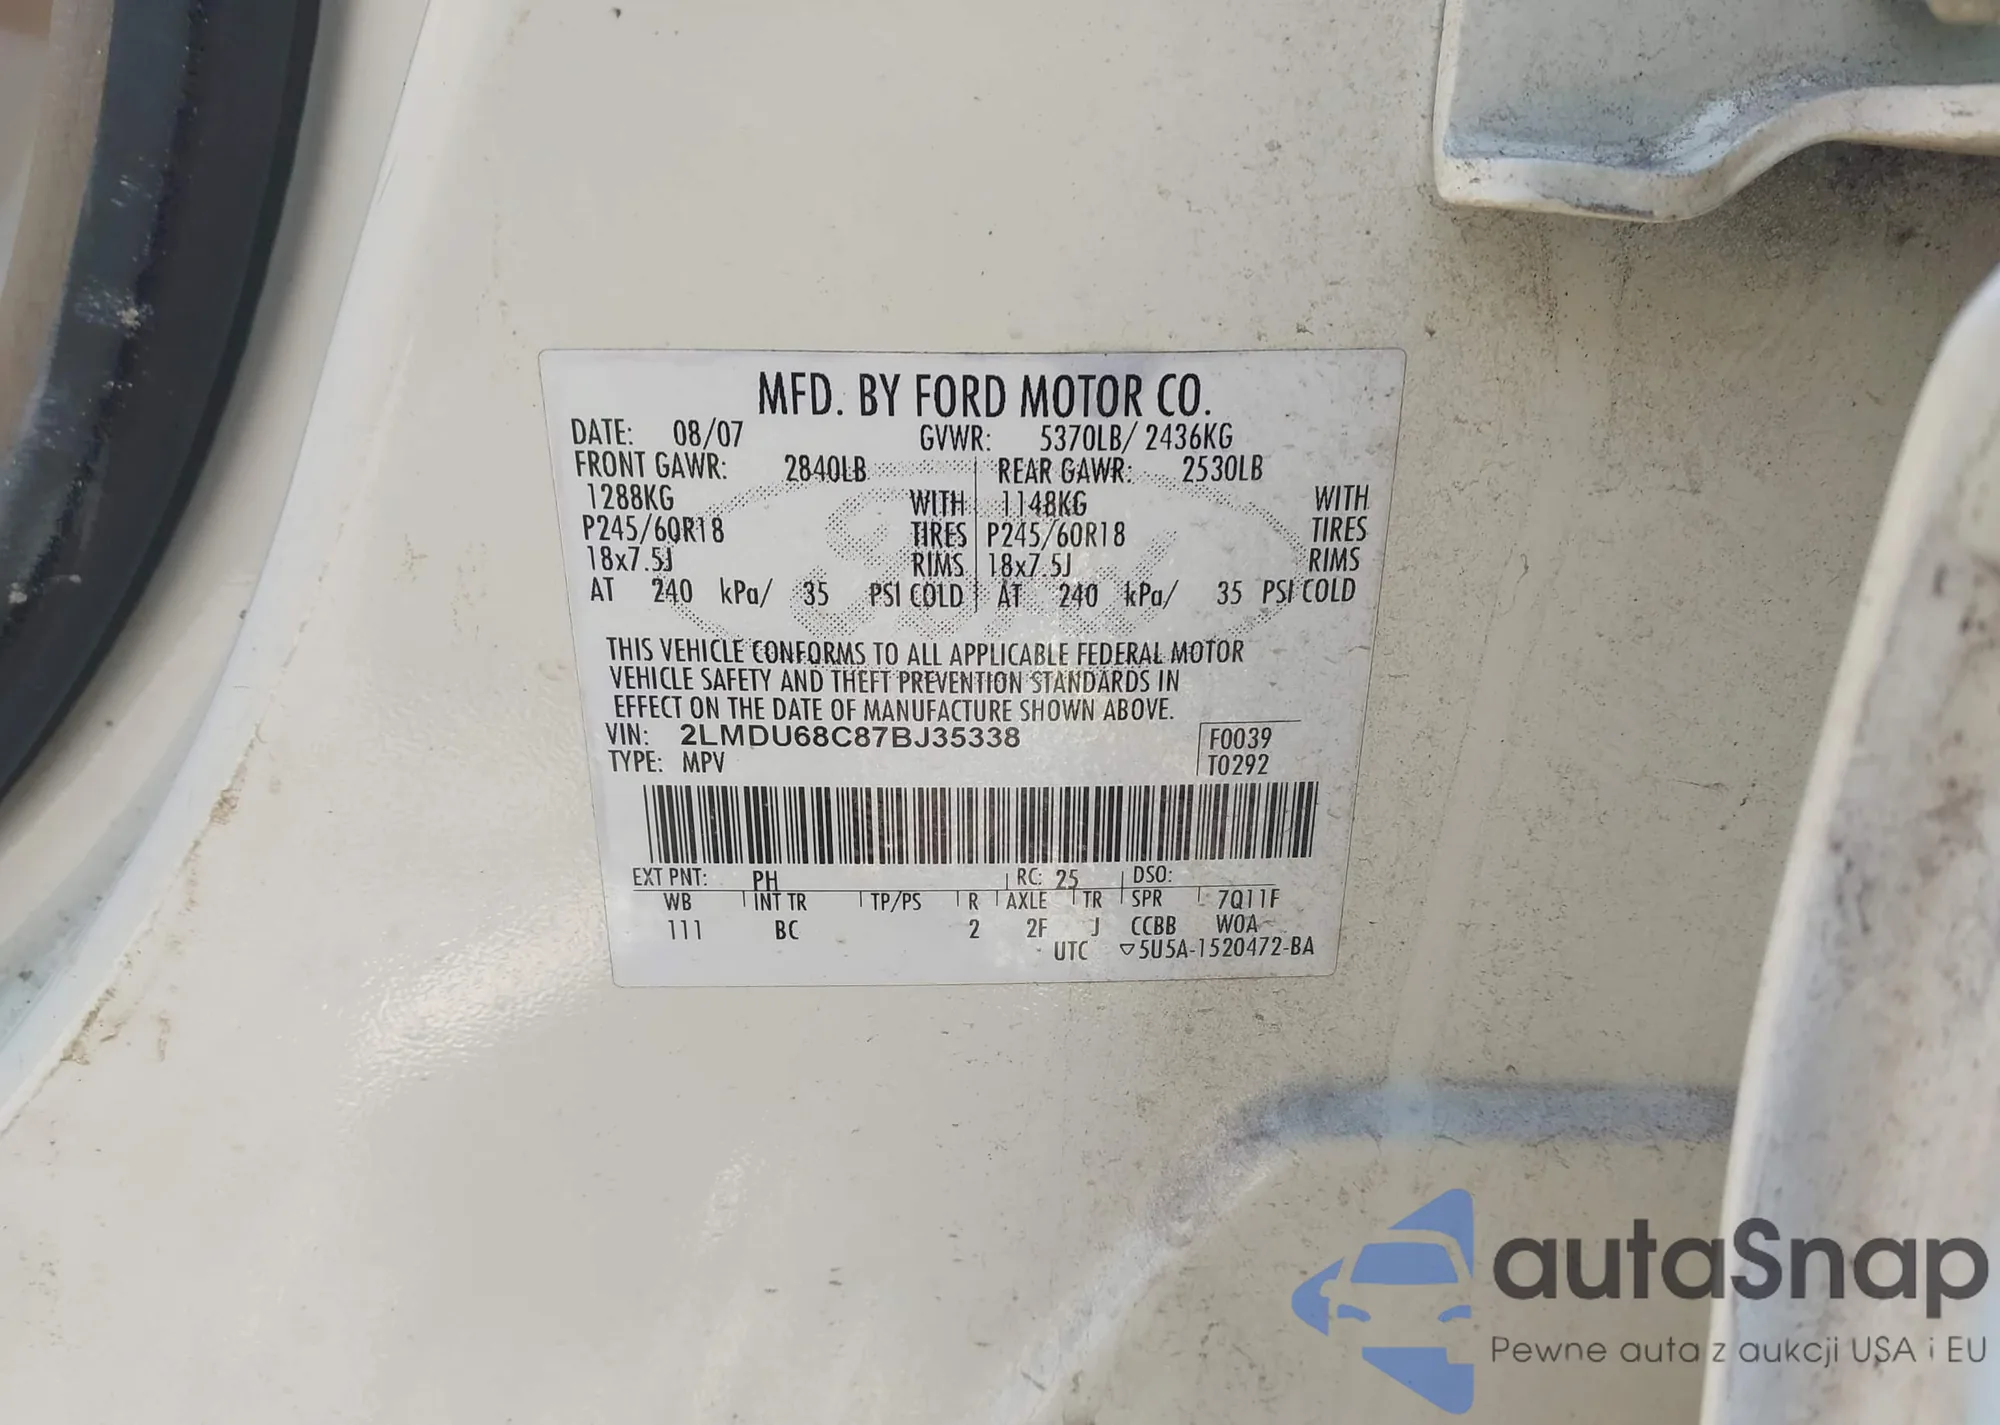 MFD. BY FORD MOTOR CO.
DATE: 08/07 GVWR: 5370LB/ 2436KG
FRONT GAWR: 2840LB REAR GAWR: 2530LB
1288KG WITH 1148KG WITH
P245/60R18 TIRES P245/60R18 TIRES
18x7.5J RIMS 18x7.5J RIMS
AT 240 kPa/ 35 PSI COLD AT 240 kPa/ 35 PSI COLD
THIS VEHICLE CONFORMS TO ALL APPLICABLE FEDERAL MOTOR
VEHICLE SAFETY AND THEFT PREVENTION STANDARDS IN
EFFECT ON THE DATE OF MANUFACTURE SHOWN ABOVE.
VIN: 2LMDU68C87BJ35338 F0039
TYPE: MPV T0292
EXT PNT: PH RC: 25 DSO:
WB INT TR TP/PS R AXLE TR SPR 7Q11F
111 BC 2 2F J CCBB WOA
UTC ▽5U5A-1520472-BA
autaSnap
Pewne auta z aukcji USA i EU